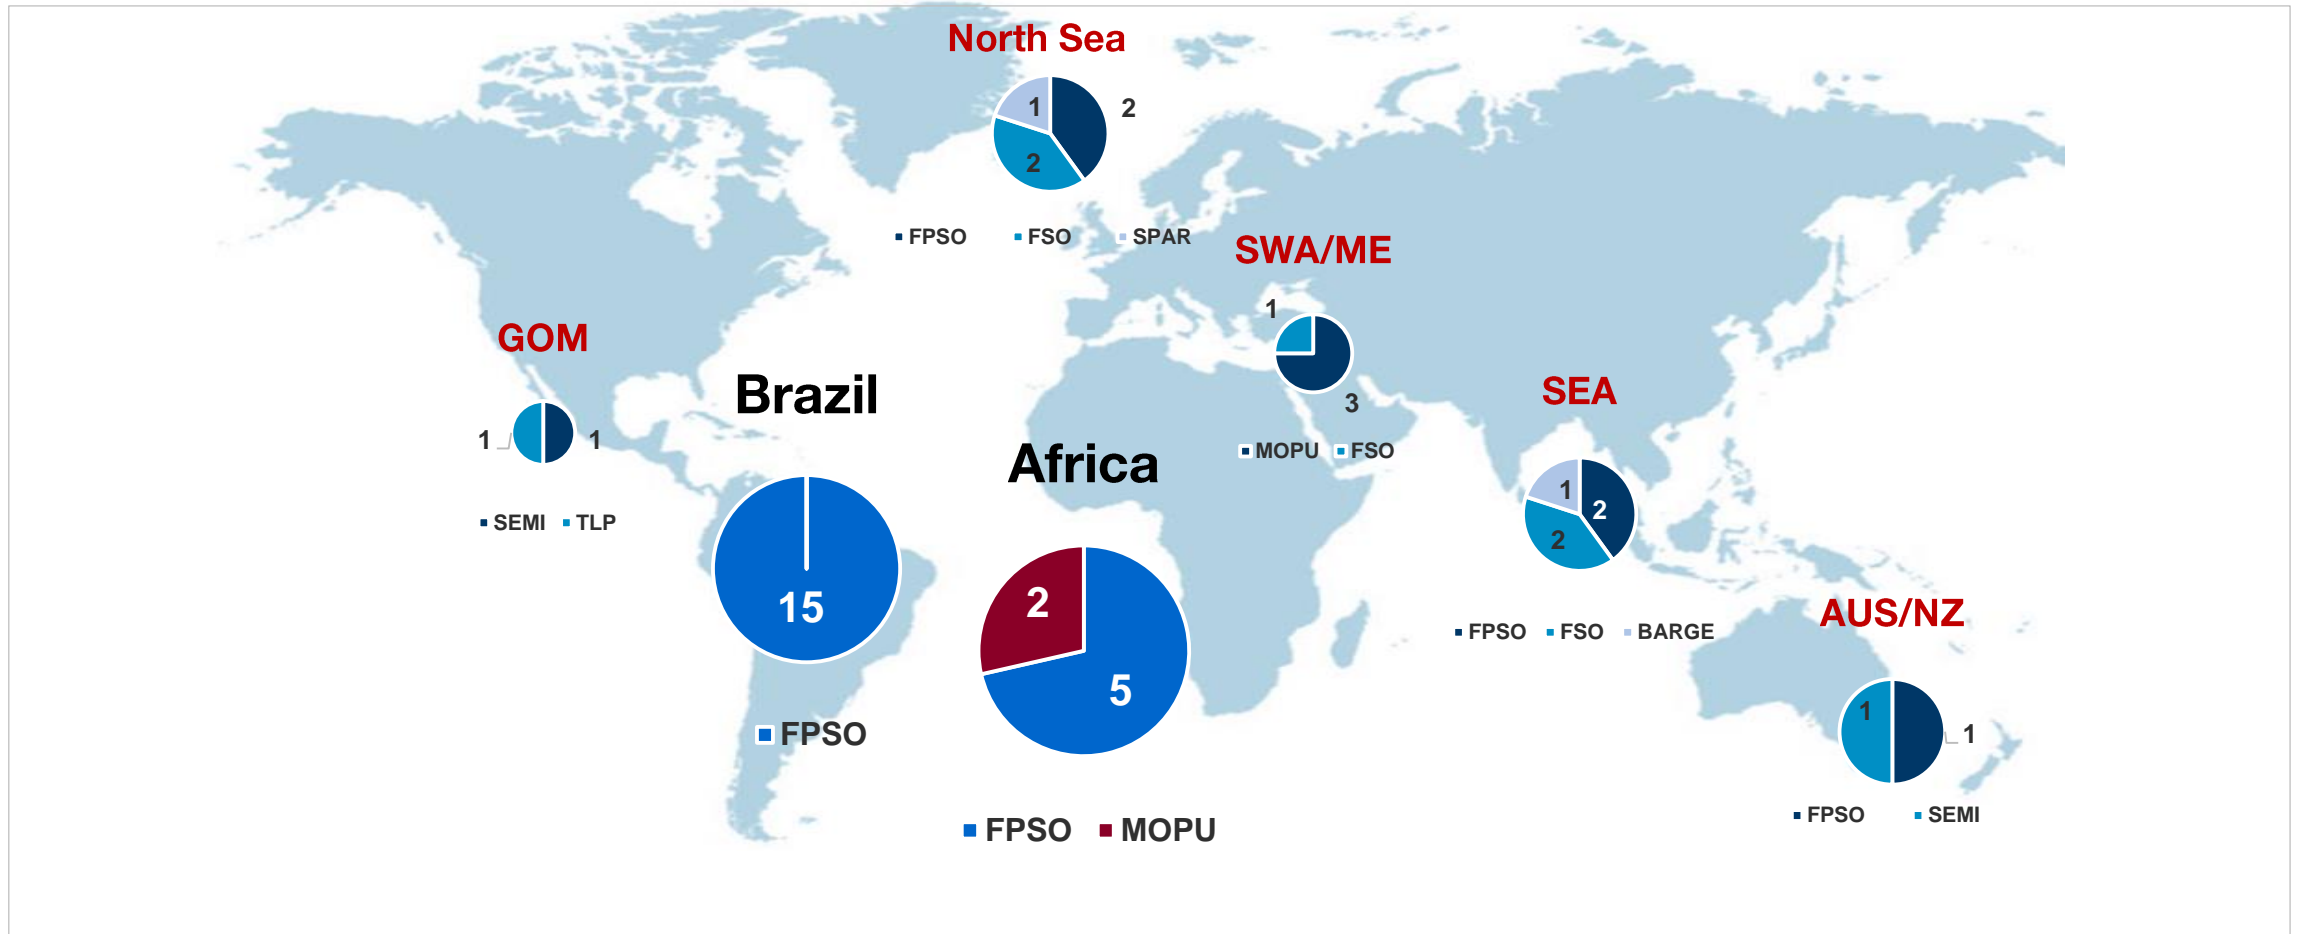 North Sea
1
2
2
FPSO FSO SPAR
SWA/ME
1
3
MOPU FSO
GOM
1
1
SEMI TLP
Brazil
15
FPSO
Africa
2
5
FPSO MOPU
SEA
1
2
2
FPSO FSO BARGE
AUS/NZ
1
1
FPSO SEMI